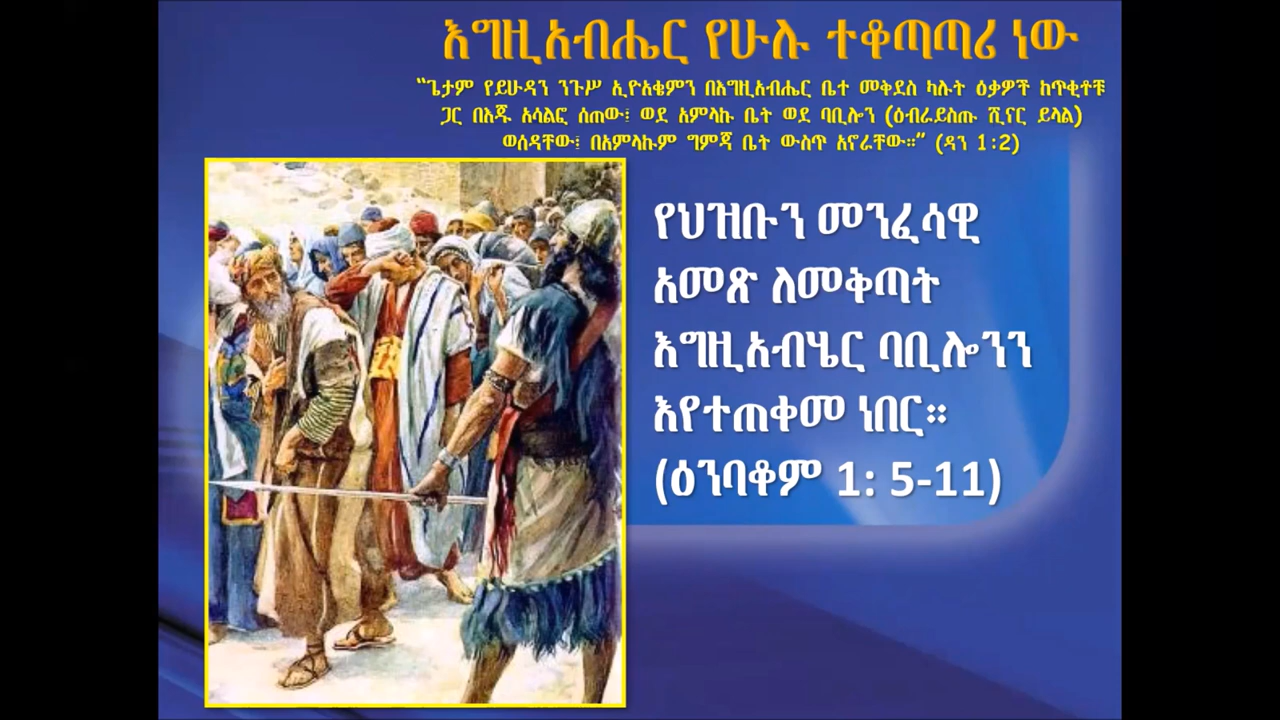 እግዚአብሔር የሁሉ ተቆጣጣሪ ነው
“ጌታም የይሁዳን ንጉሥ ኢዮአቄምን በእግዚአብሔር ቤተ መቅደስ ካሉት ዕቃዎች ከጥቂቶቹ
ጋር በእጁ አሳልፎ ሰጠው፤ ወደ አምላኩ ቤት ወደ ባቢሎን (ዕብራይስጡ ሺናር ይላል)
ወሰዳቸው፤ በአምላኩም ግምጃ ቤት ውስጥ አኖራቸው።” (ዳን 1:2)
የህዝቡን መንፈሳዊ
አመጽ ለመቅጣት
እግዚአብሄር ባቢሎንን
እየተጠቀመ ነበር።
(ዕንባቆም 1: 5-11)